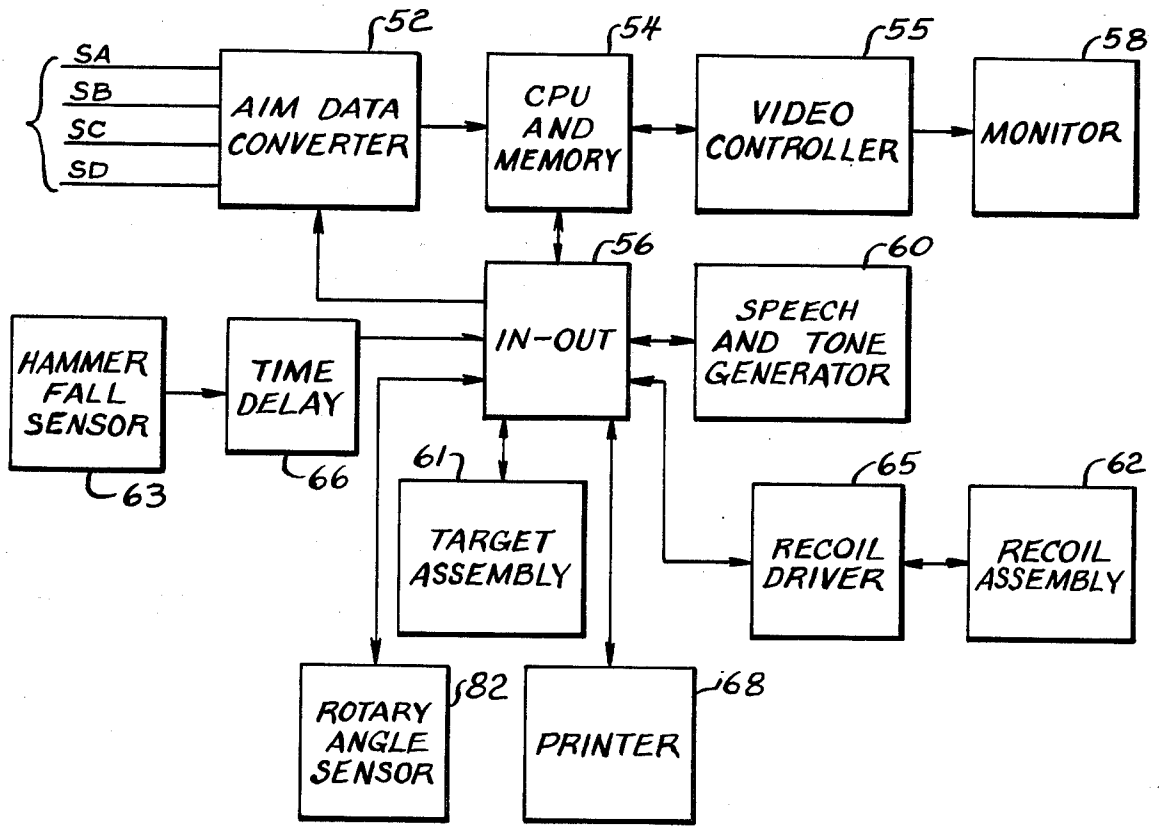 52
54
55
58
SA
SB
SC
SD
AIM DATA
CONVERTER
CPU
AND
MEMORY
VIDEO
CONTROLLER
MONITOR
56
60
HAMMER
FALL
SENSOR
TIME
DELAY
IN-OUT
SPEECH
AND TONE
GENERATOR
63
66
61
65
62
TARGET
ASSEMBLY
RECOIL
DRIVER
RECOIL
ASSEMBLY
82
68
ROTARY
ANGLE
SENSOR
PRINTER